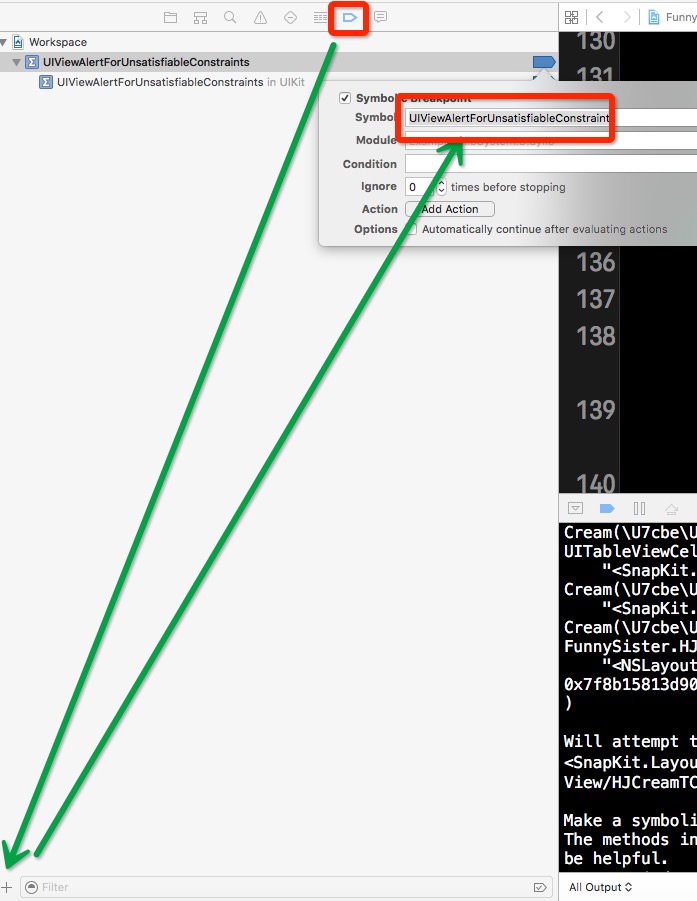 Funny
Workspace
UIViewAlertForUnsatisfiableConstraints
UIViewAlertForUnsatisfiableConstraints in UIKit
130
131
Breakpoint
UIViewAlertForUnsatisfiableConstraint
Module
Condition
Ignore 0 times before stopping
Action Add Action
Options Automatically continue after evaluating actions
136
137
138
139
140
Cream(\U7cbe\U
UITableViewCel
"<SnapKit.
Cream(\U7cbe\U
"<SnapKit.
Cream(\U7cbe\U
FunnySister.HJ
"<NSLayout
0x7f8b15813d90
)
Will attempt t
<SnapKit.Layou
View/HJCreamTC
Make a symboli
The methods in
be helpful.
Filter
All Output